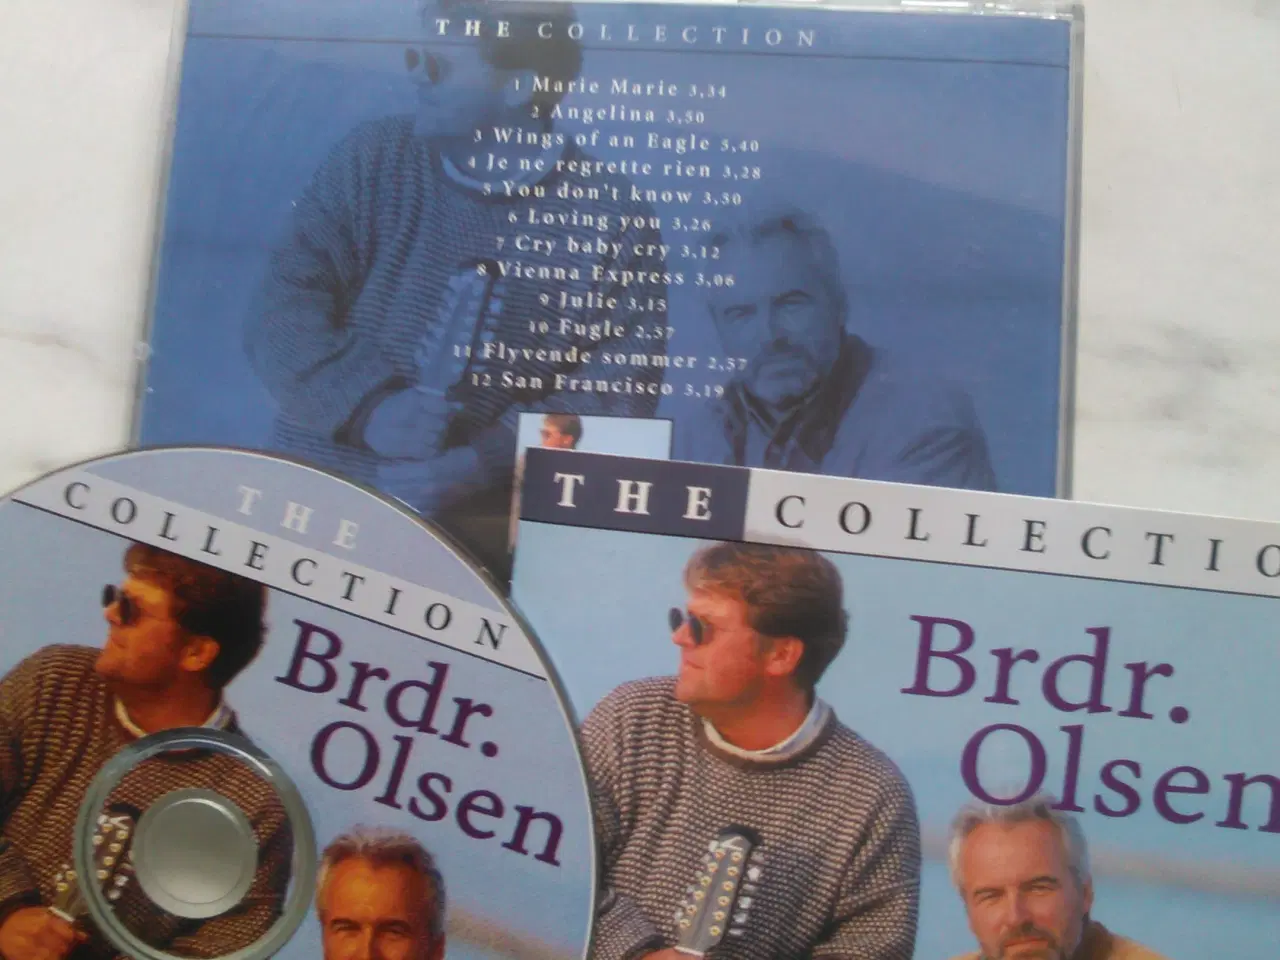 THE COLLECTION
1 Marie Marie 3,34
2 Angelina 3,50
3 Wings of an Eagle 3,40
4 Je ne regrette rien 3,28
5 You don't know 3,30
6 Loving you 3,26
7 Cry baby cry 3,12
8 Vienna Express 3,06
9 Julie 3,15
10 Fugle 2,57
11 Flyvende sommer 2,57
12 San Francisco 3,19
THE
COLLECTION
Brdr.
Olsen
THE COLLECTIO
Brdr.
Olsen